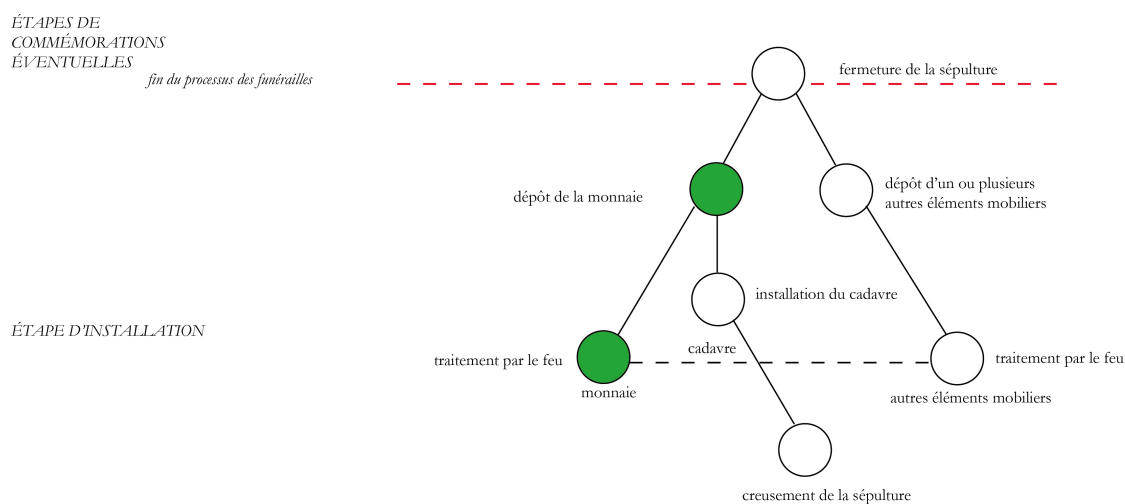 ÉTAPES DE
COMMÉMORATIONS
ÉVENTUELLES
fin du processus des funérailles
fermeture de la sépulture
dépôt de la monnaie
dépôt d'un ou plusieurs
autres éléments mobiliers
installation du cadavre
ÉTAPE D'INSTALLATION
cadavre
traitement par le feu
traitement par le feu
monnaie
autres éléments mobiliers
creusement de la sépulture